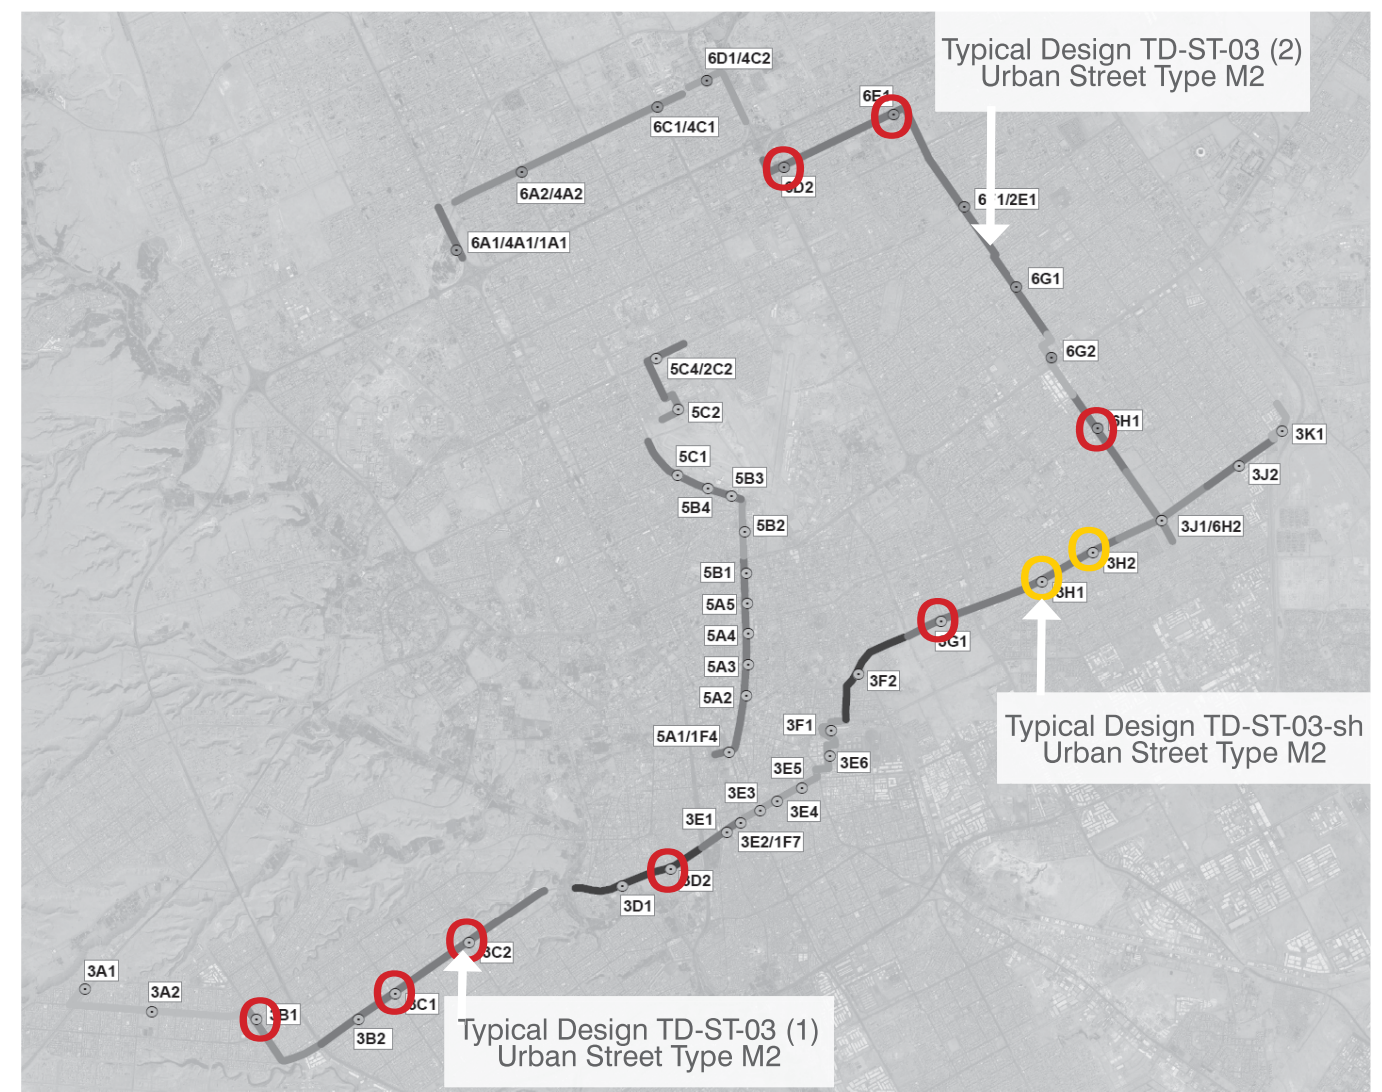 Typical Design TD-ST-03 (2)
Urban Street Type M2
6D1/4C2
6E1
6C1/4C1
6D2
6A2/4A2
6F1/2E1
6A1/4A1/1A1
6G1
6G2
5C4/2C2
5C2
6H1
3K1
5C1
5B3
3J2
5B4
5B2
3J1/6H2
3H2
5B1
3H1
5A5
5A4
3G1
5A3
3F2
5A2
3F1
5A1/1F4
Typical Design TD-ST-03-sh
Urban Street Type M2
3E6
3E5
3E3
3E4
3E1
3E2/1F7
3D2
3D1
3C2
3A1
3A2
3C1
3B1
3B2
Typical Design TD-ST-03 (1)
Urban Street Type M2